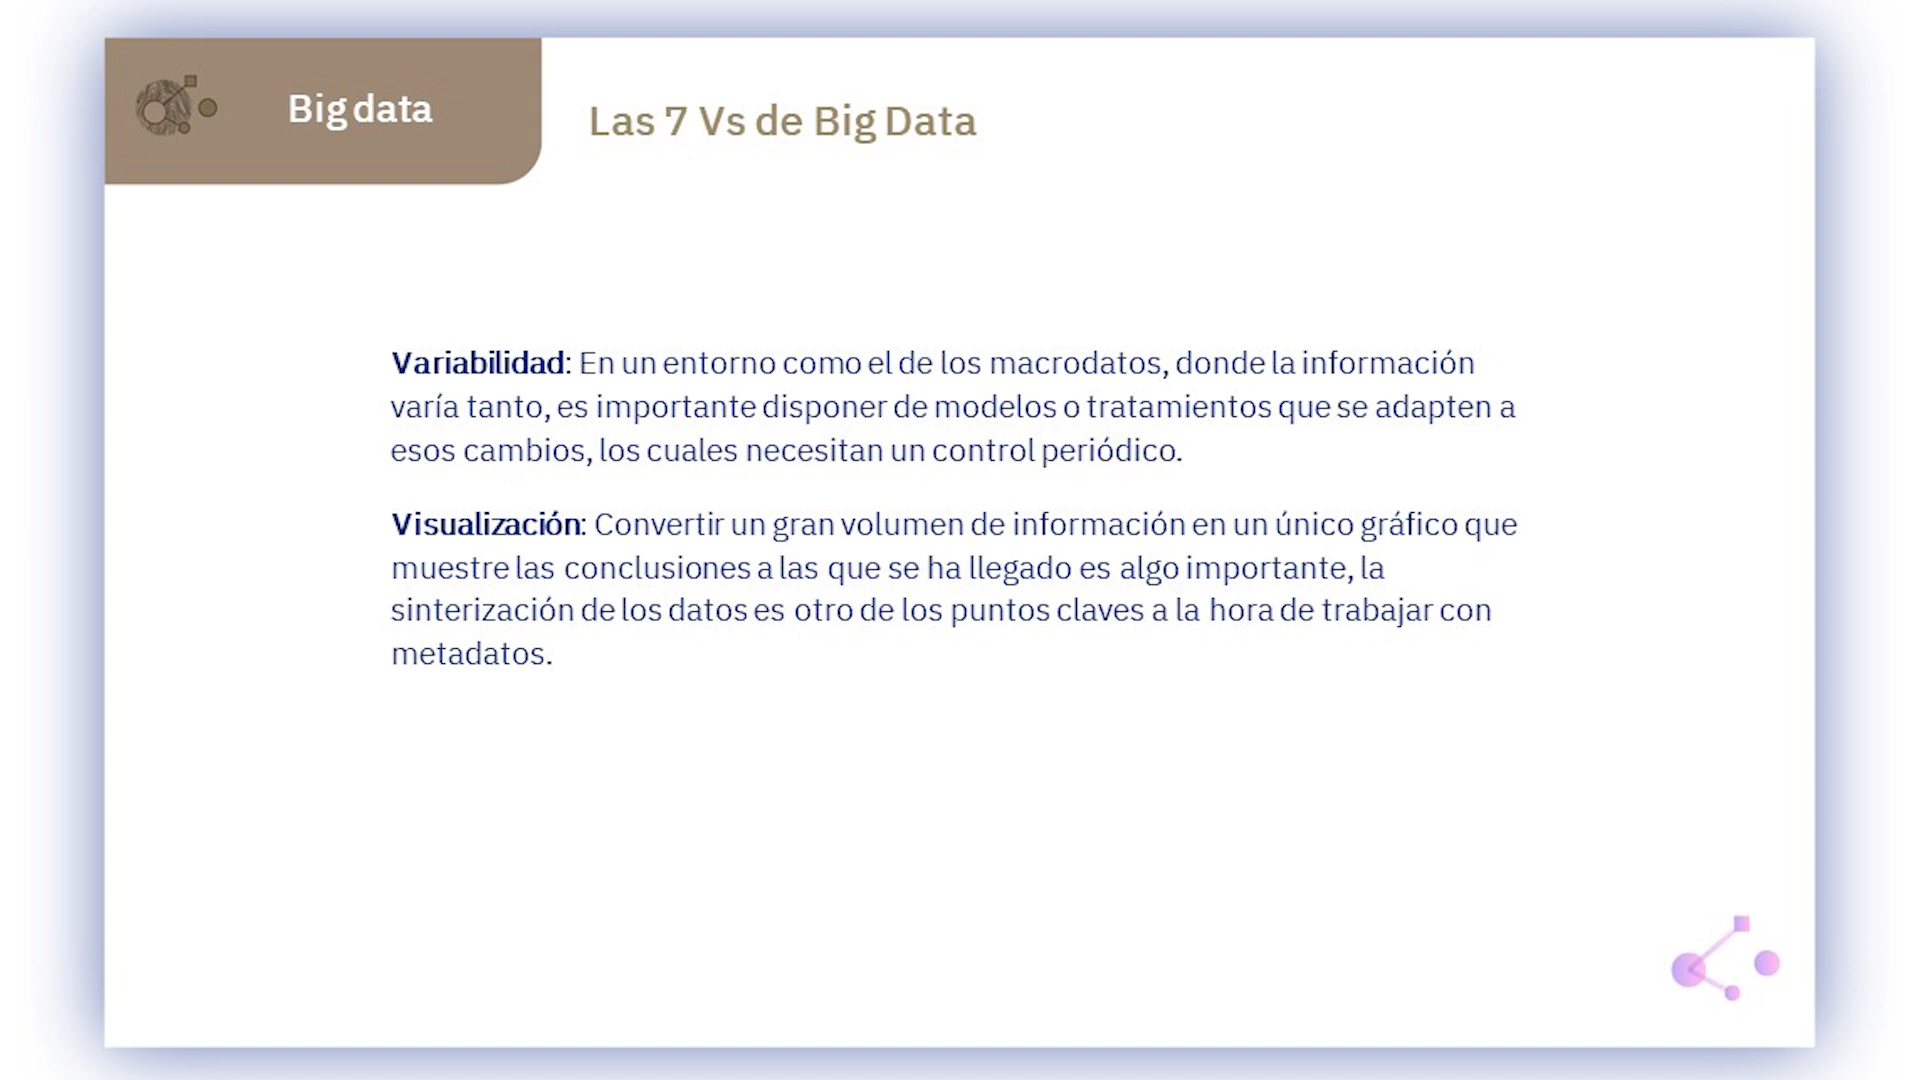 Big data
Las 7 Vs de Big Data
Variabilidad: En un entorno como el de los macrodatos, donde la información
varía tanto, es importante disponer de modelos o tratamientos que se adapten a
esos cambios, los cuales necesitan un control periódico.
Visualización: Convertir un gran volumen de información en un único gráfico que
muestre las conclusiones a las que se ha llegado es algo importante, la
sinterización de los datos es otro de los puntos claves a la hora de trabajar con
metadatos.